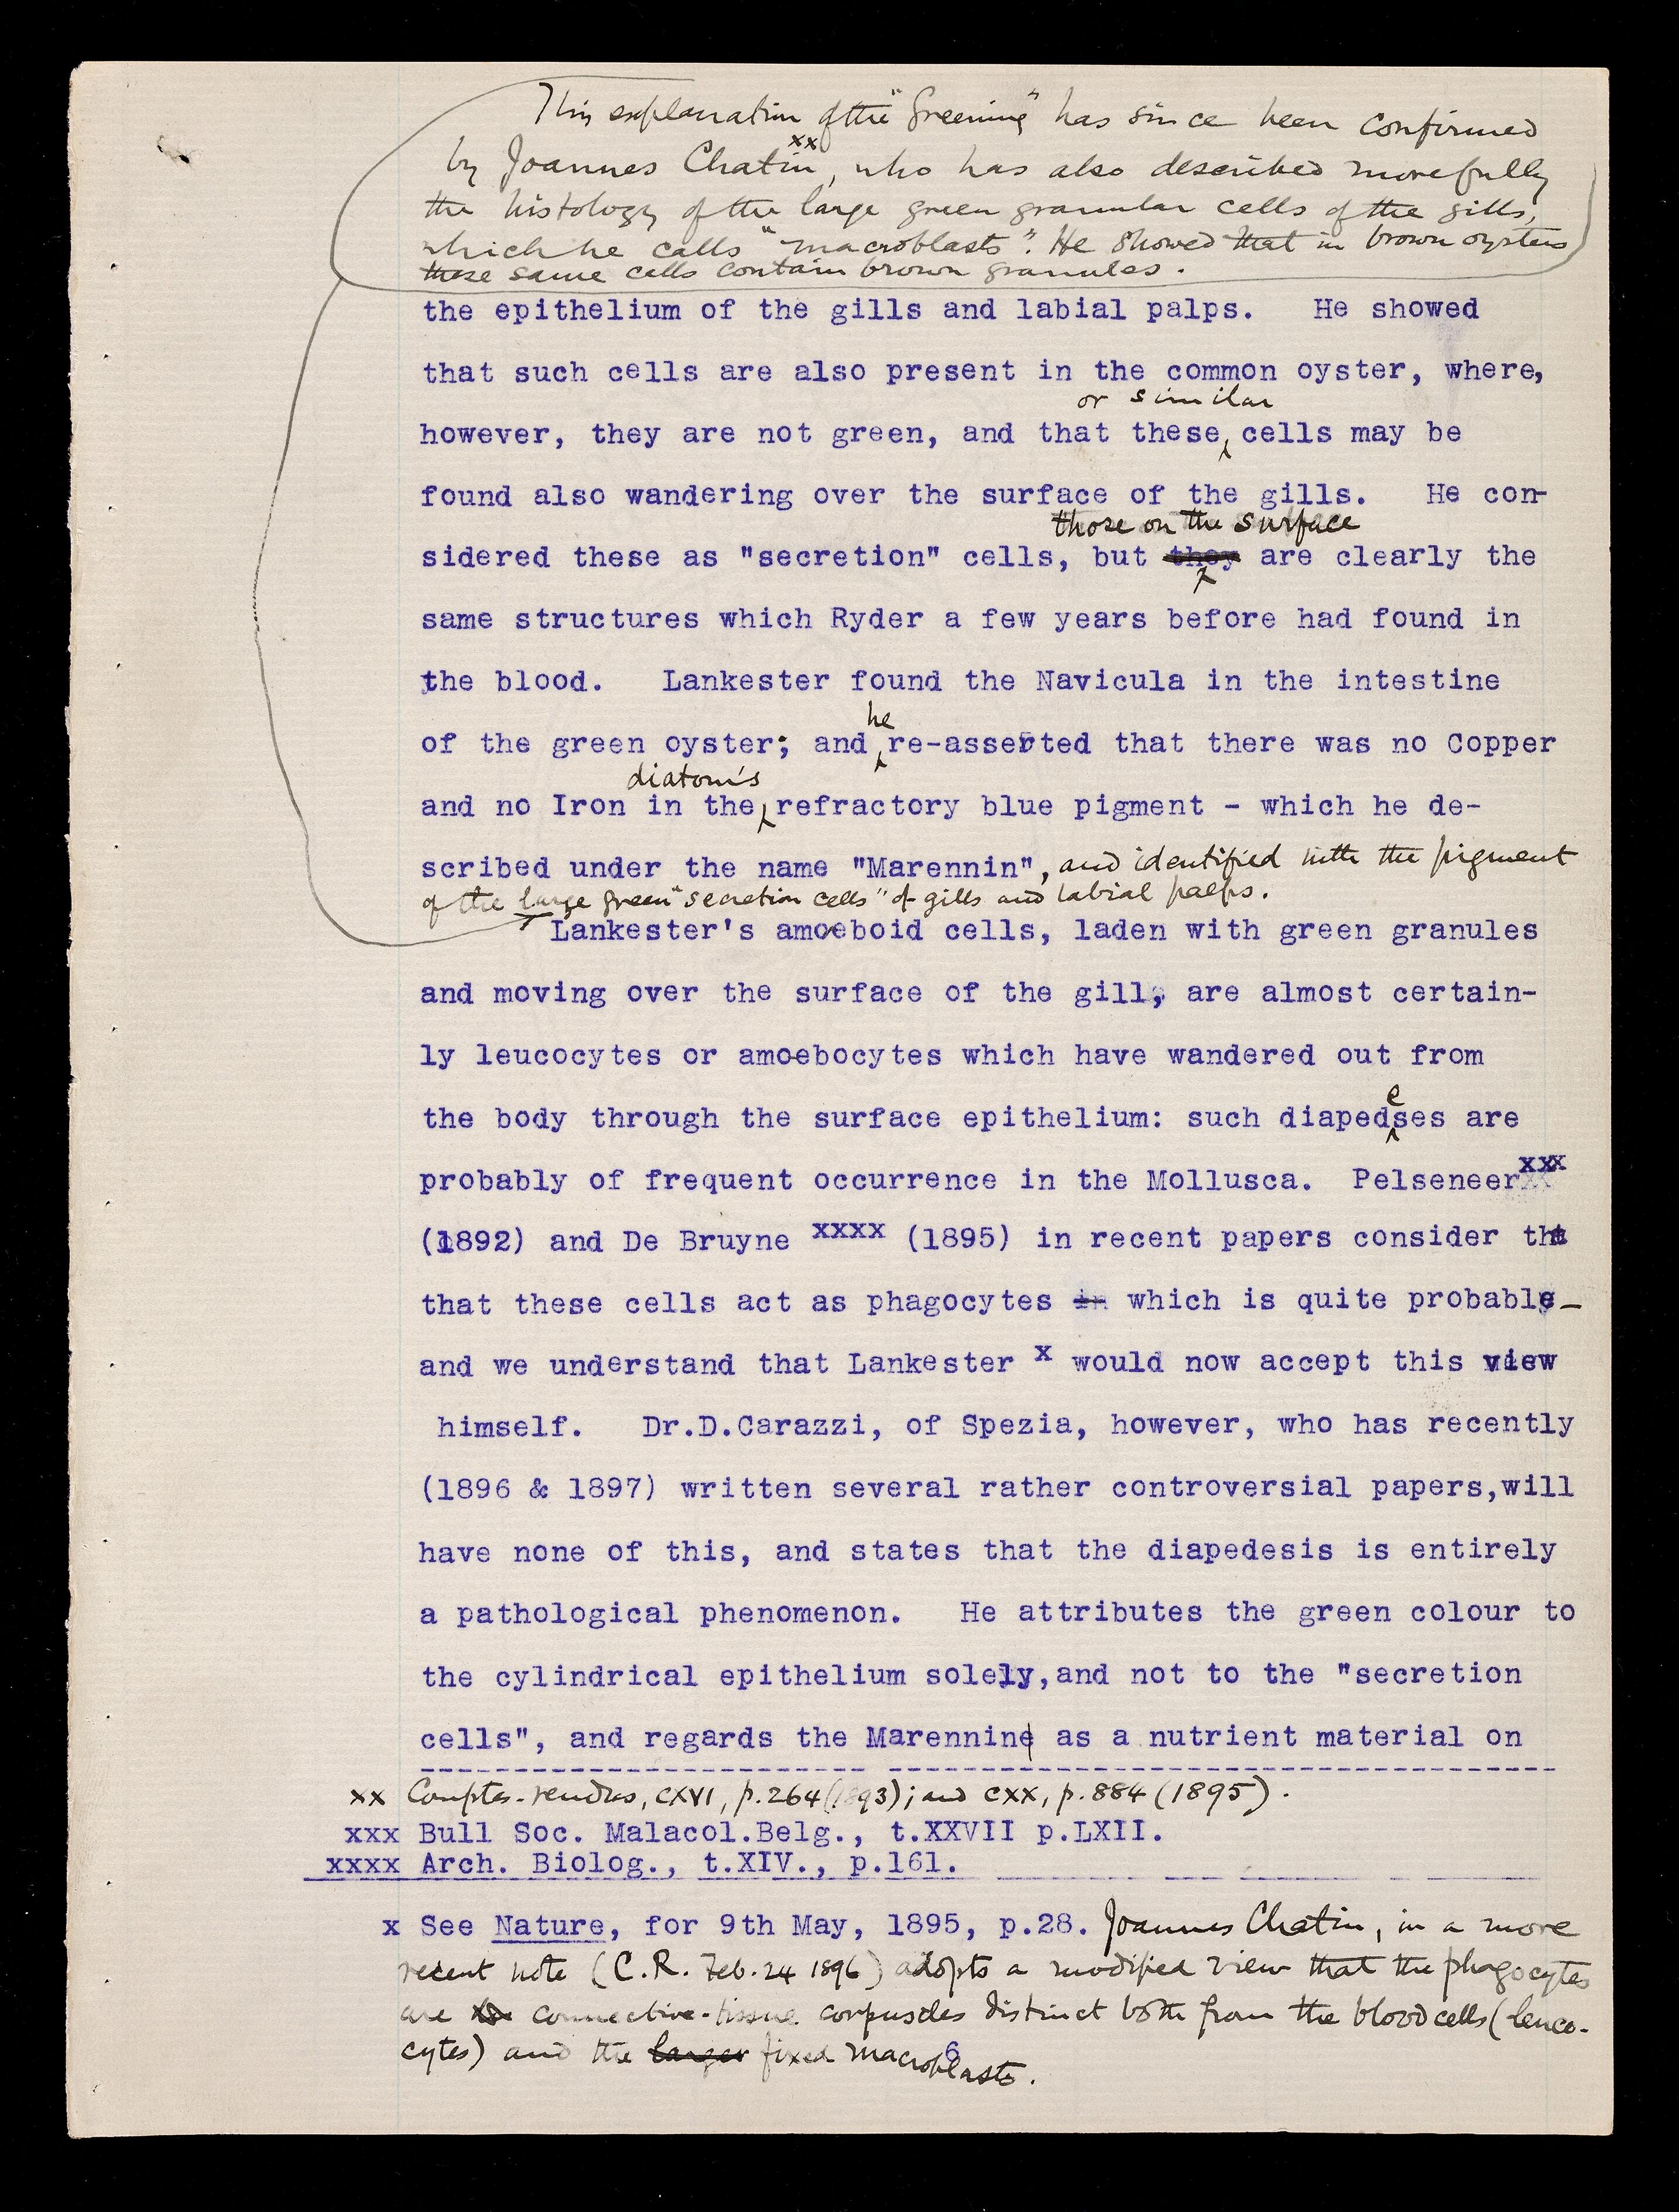 This explanation of the "greening" has since been confirmed
by Joannes Chatin xx, who has also described more fully
the histology of the large green granular cells of the gills,
which he calls "macroblasts". He showed that in brown oysters
these same cells contain brown granules.
the epithelium of the gills and labial palps. He showed
that such cells are also present in the common oyster, where,
or similar
however, they are not green, and that these cells may be
found also wandering over the surface of the gills. He con-
those on the surface
sidered these as "secretion" cells, but they are clearly the
same structures which Ryder a few years before had found in
the blood. Lankester found the Navicula in the intestine
he
of the green oyster; and re-asserted that there was no Copper
diatom's
and no Iron in the refractory blue pigment - which he de-
scribed under the name "Marennin", and identified with the pigment
of the large green "secretion cells" of gills and labial palps.
Lankester's amoeboid cells, laden with green granules
and moving over the surface of the gill, are almost certain-
ly leucocytes or amoebocytes which have wandered out from
the body through the surface epithelium: such diapedeses are
probably of frequent occurrence in the Mollusca. Pelseneer xxx
(1892) and De Bruyne xxxx (1895) in recent papers consider tht
that these cells act as phagocytes in which is quite probable -
and we understand that Lankester x would now accept this view
himself. Dr.D.Carazzi, of Spezia, however, who has recently
(1896 & 1897) written several rather controversial papers,will
have none of this, and states that the diapedesis is entirely
a pathological phenomenon. He attributes the green colour to
the cylindrical epithelium solely,and not to the "secretion
cells", and regards the Marennine as a nutrient material on
xx Comptes-rendus, CXVI, p.264 (1893); and CXX, p.884 (1895).
xxx Bull Soc. Malacol.Belg., t.XXVII p.LXII.
xxxx Arch. Biolog., t.XIV., p.161.
x See Nature, for 9th May, 1895, p.28. Joannes Chatin, in a more
recent note (C.R. Feb. 24 1896) adopts a modified view that the phagocytes
are connective-tissue corpuscles distinct both from the blood cells (leuco-
cytes) and the larger fixed macroblasts.
6